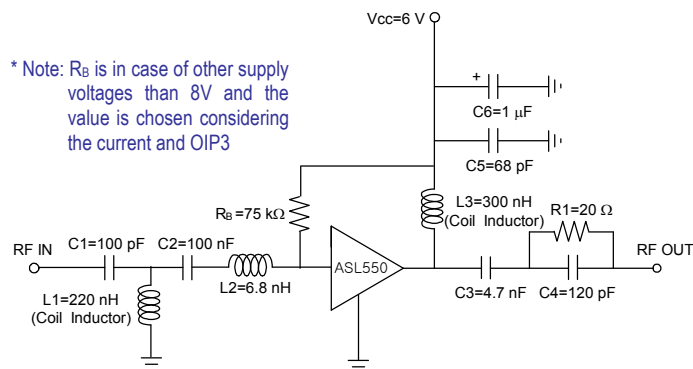 Vcc=6 V
* Note: RB is in case of other supply
voltages than 8V and the
value is chosen considering
the current and OIP3
+
C6=1 μF
C5=68 pF
RB=75 kΩ
L3=300 nH
(Coil Inductor)
R1=20 Ω
RF IN
C1=100 pF
C2=100 nF
ASL550
RF OUT
L2=6.8 nH
C3=4.7 nF
C4=120 pF
L1=220 nH
(Coil Inductor)